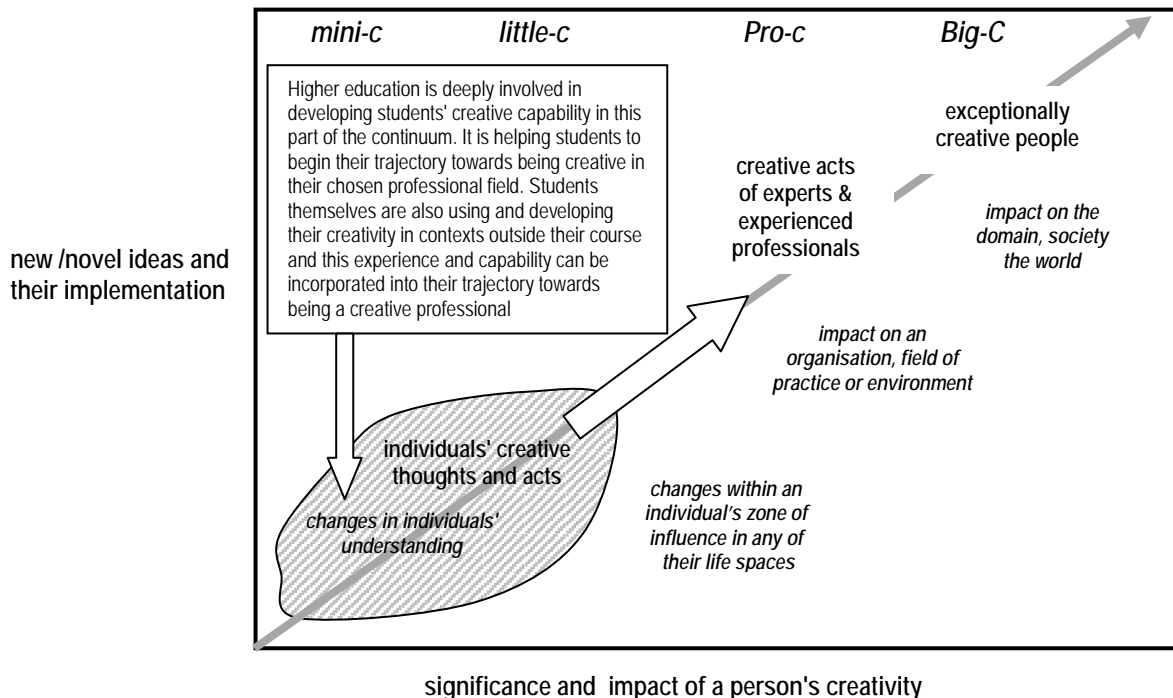 mini-c little-c Pro-c Big-C
Higher education is deeply involved in
developing students' creative capability in this
part of the continuum. It is helping students to
begin their trajectory towards being creative in
their chosen professional field. Students
themselves are also using and developing
their creativity in contexts outside their course
and this experience and capability can be
incorporated into their trajectory towards
being a creative professional
exceptionally
creative people
creative acts
of experts &
experienced
professionals
impact on the
domain, society
the world
new /novel ideas and
their implementation
impact on an
organisation, field of
practice or environment
individuals' creative
thoughts and acts
changes in individuals'
understanding
changes within an
individual's zone of
influence in any of
their life spaces
significance and impact of a person's creativity